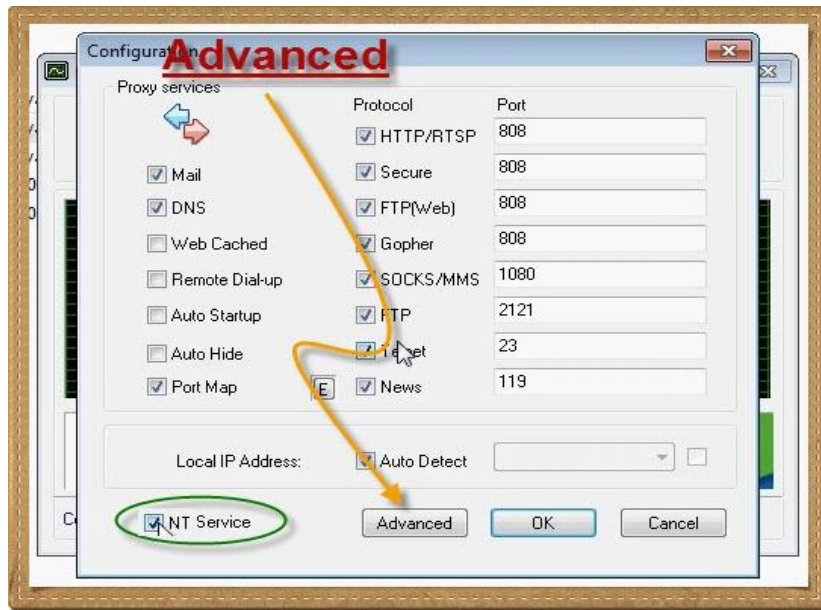 Configuration
Advanced
Proxy services
Protocol Port
HTTP/RTSP 808
Mail Secure 808
DNS FTP(Web) 808
Web Cached Gopher 808
Remote Dial-up SOCKS/MMS 1080
Auto Startup FTP 2121
Auto Hide Telnet 23
Port Map E News 119
Local IP Address: Auto Detect
NT Service Advanced OK Cancel